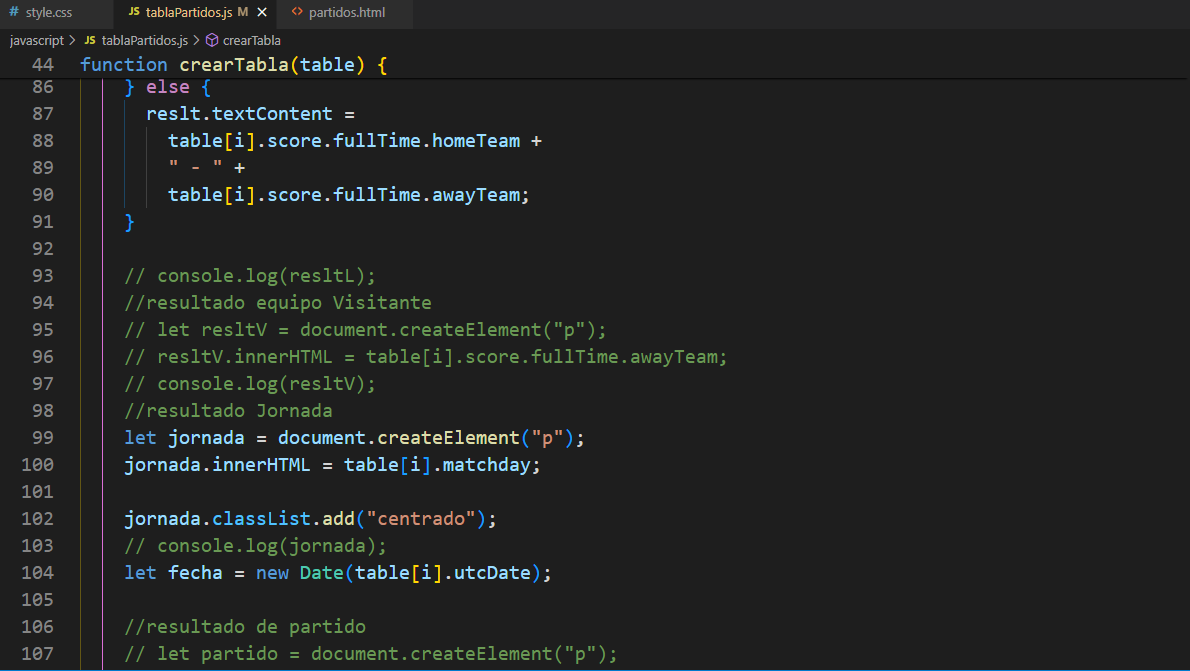 # style.css JS tablaPartidos.js M × <> partidos.html
javascript > JS tablaPartidos.js > crearTabla
44 function crearTabla(table) {
86 } else {
87 reslt.textContent =
88 table[i].score.fullTime.homeTeam +
89 " - " +
90 table[i].score.fullTime.awayTeam;
91 }
92
93 // console.log(resltL);
94 //resultado equipo Visitante
95 // let resltV = document.createElement("p");
96 // resltV.innerHTML = table[i].score.fullTime.awayTeam;
97 // console.log(resltV);
98 //resultado Jornada
99 let jornada = document.createElement("p");
100 jornada.innerHTML = table[i].matchday;
101
102 jornada.classList.add("centrado");
103 // console.log(jornada);
104 let fecha = new Date(table[i].utcDate);
105
106 //resultado de partido
107 // let partido = document.createElement("p");